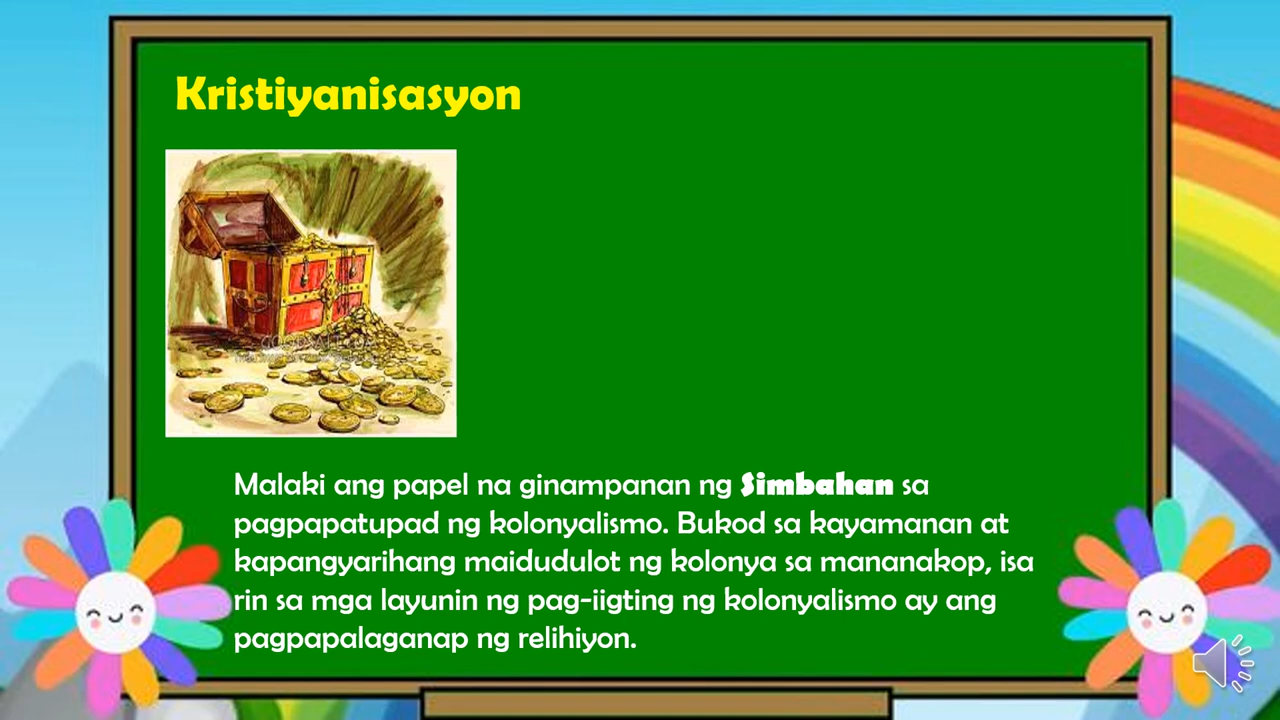 Kristiyanisasyon
Malaki ang papel na ginampanan ng Simbahan sa
pagpapatupad ng kolonyalismo. Bukod sa kayamanan at
kapangyarihang maidudulot ng kolonya sa mananakop, isa
rin sa mga layunin ng pag-iigting ng kolonyalismo ay ang
pagpapalaganap ng relihiyon.